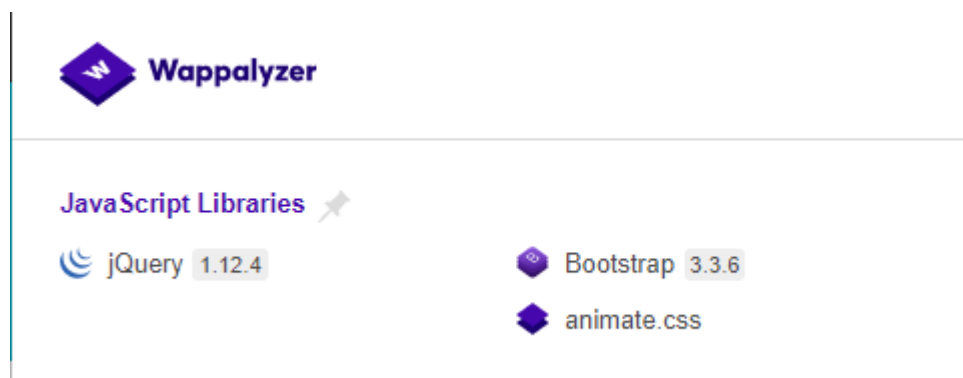 Wappalyzer
JavaScript Libraries
jQuery 1.12.4
Bootstrap 3.3.6
animate.css